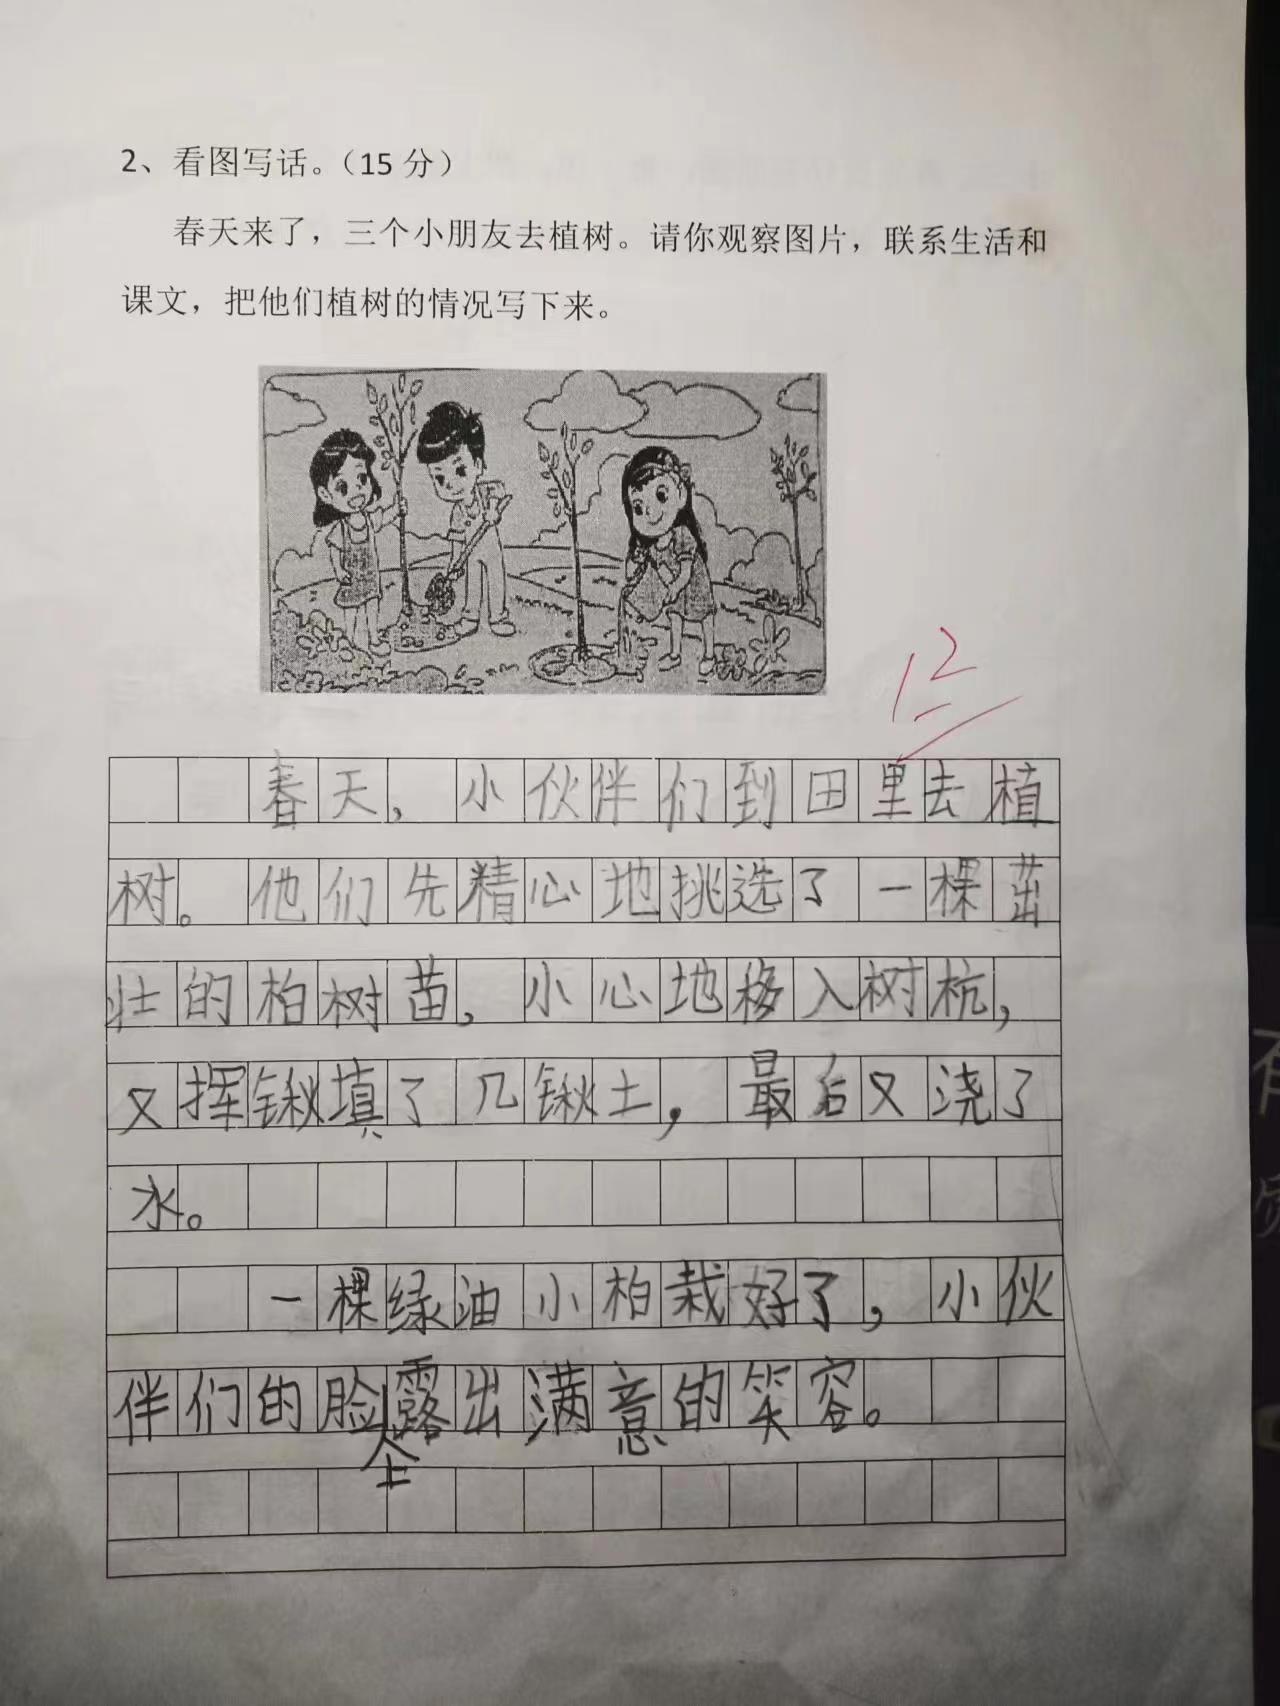 2、看图写话。（15 分）
春天来了，三个小朋友去植树。请你观察图片，联系生活和
课文，把他们植树的情况写下来。
12
春天，小伙伴们到田里去植
树。他们先精心地挑选了一棵茁
壮的柏树苗，小心地移入树杭，
又挥锹填了几锹土，最后又浇了
水。
一棵绿油小柏栽好了，小伙
伴们的脸上露出满意的笑容。